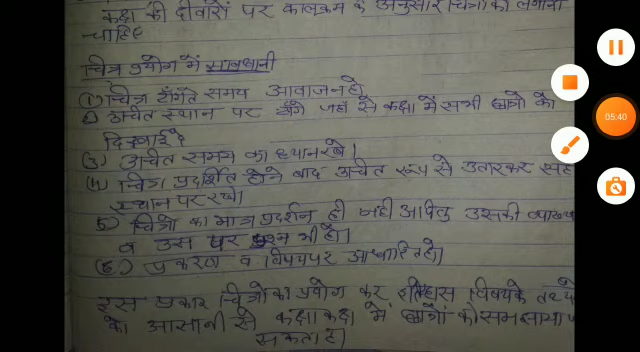 कक्षा की दीवारों पर कालक्रम के अनुसार चित्रों को लगाना
चाहिए
चित्र प्रयोग में सावधानी
(1) चित्र टाँगते समय आवाज न हो
(2) उचित स्थान पर टाँगे जहाँ से कक्षा में सभी छात्रों को
दिखाई दे
(3) उचित समय का ध्यान रखे।
(4) चित्र प्रदर्शित होने बाद उचित रूप से उतारकर सही
स्थान पर रखे।
5) चित्रों का मात्र प्रदर्शन ही नहीं अपितु उसकी व्याख्या
व उस पर प्रश्न भी हो।
(6) प्रकरण व विषय पर आधारित हो।
इस प्रकार चित्रों का प्रयोग कर इतिहास विषय के तथ्यों
को आसानी से कक्षा कक्ष में छात्रों को समझाया
सकता है।
05:40